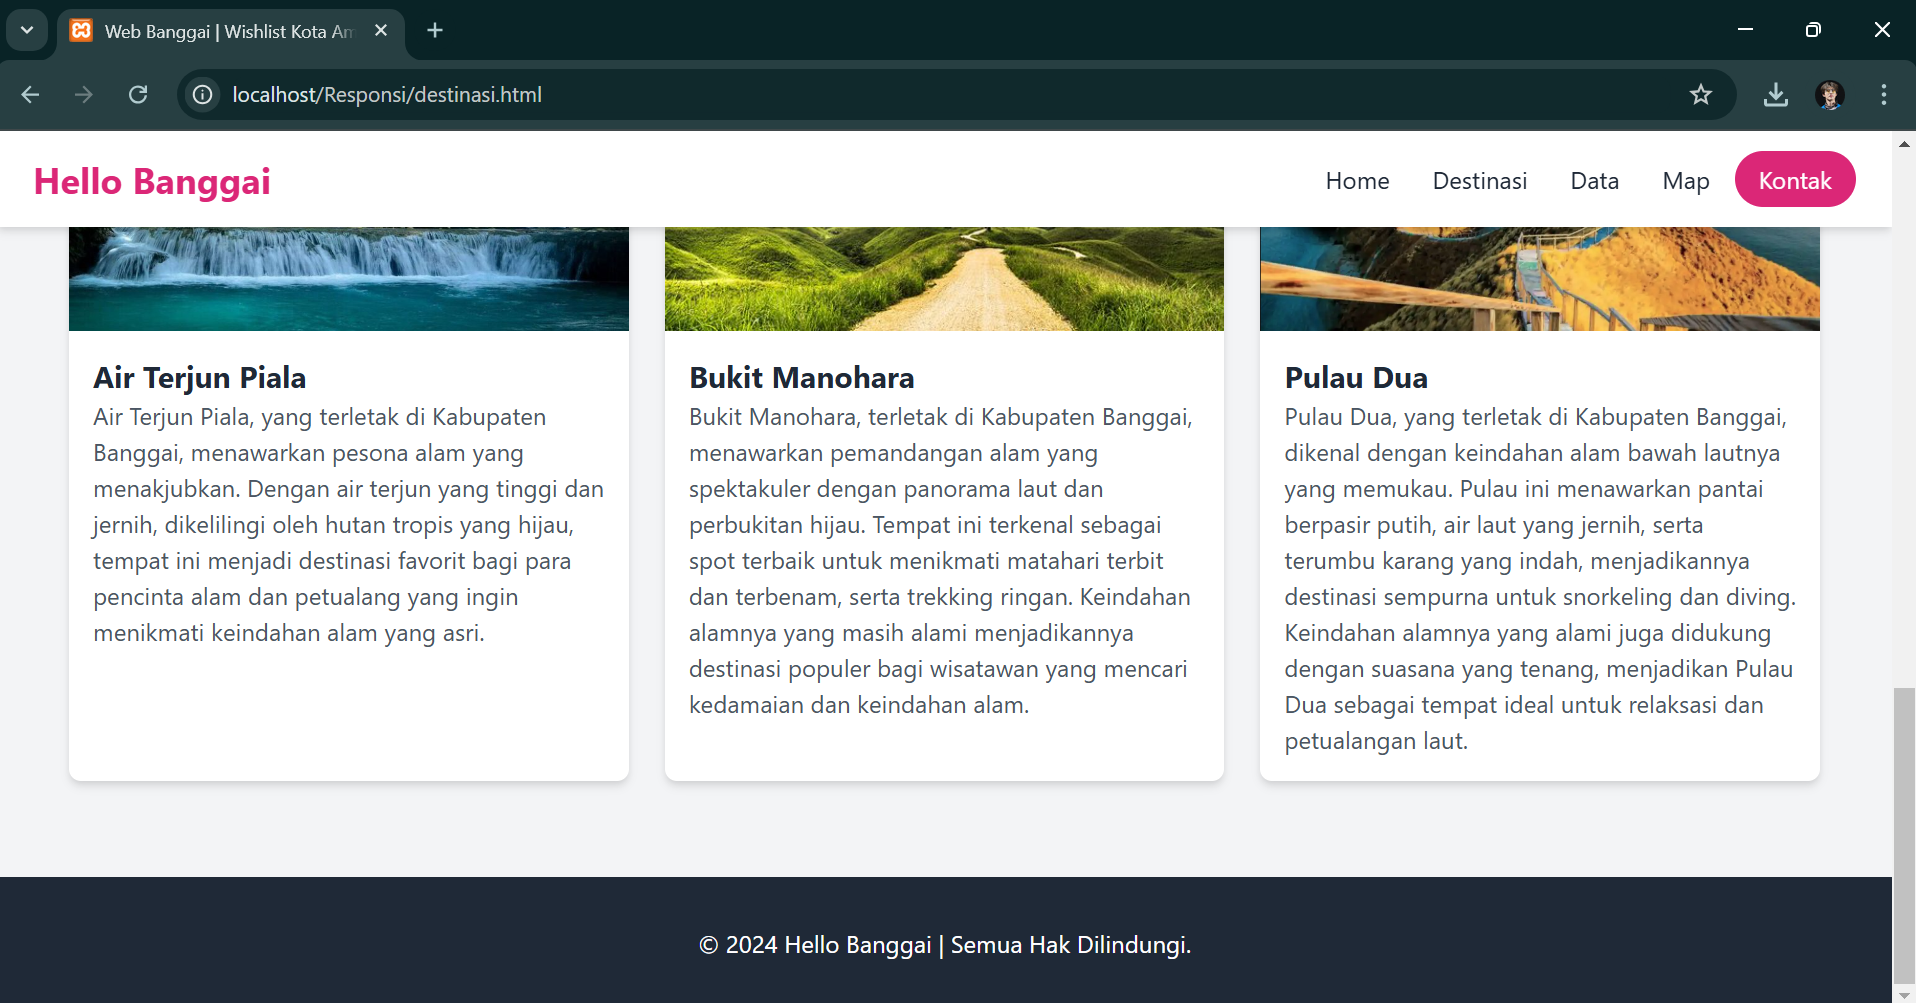 Web Banggai | Wishlist Kota Am
localhost/Responsi/destinasi.html
Hello Banggai
Home
Destinasi
Data
Map
Kontak
Air Terjun Piala
Air Terjun Piala, yang terletak di Kabupaten
Banggai, menawarkan pesona alam yang
menakjubkan. Dengan air terjun yang tinggi dan
jernih, dikelilingi oleh hutan tropis yang hijau,
tempat ini menjadi destinasi favorit bagi para
pencinta alam dan petualang yang ingin
menikmati keindahan alam yang asri.
Bukit Manohara
Bukit Manohara, terletak di Kabupaten Banggai,
menawarkan pemandangan alam yang
spektakuler dengan panorama laut dan
perbukitan hijau. Tempat ini terkenal sebagai
spot terbaik untuk menikmati matahari terbit
dan terbenam, serta trekking ringan. Keindahan
alamnya yang masih alami menjadikannya
destinasi populer bagi wisatawan yang mencari
kedamaian dan keindahan alam.
Pulau Dua
Pulau Dua, yang terletak di Kabupaten Banggai,
dikenal dengan keindahan alam bawah lautnya
yang memukau. Pulau ini menawarkan pantai
berpasir putih, air laut yang jernih, serta
terumbu karang yang indah, menjadikannya
destinasi sempurna untuk snorkeling dan diving.
Keindahan alamnya yang alami juga didukung
dengan suasana yang tenang, menjadikan Pulau
Dua sebagai tempat ideal untuk relaksasi dan
petualangan laut.
© 2024 Hello Banggai | Semua Hak Dilindungi.